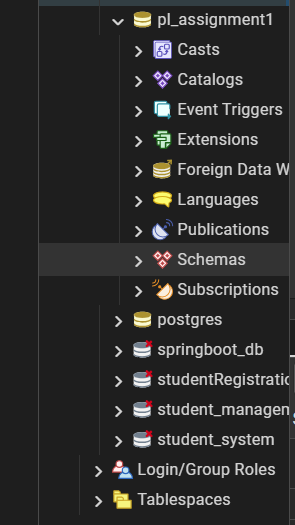 pl_assignment1
Casts
Catalogs
Event Triggers
Extensions
Foreign Data W
Languages
Publications
Schemas
Subscriptions
postgres
springboot_db
studentRegistratio
student_managen
student_system
Login/Group Roles
Tablespaces